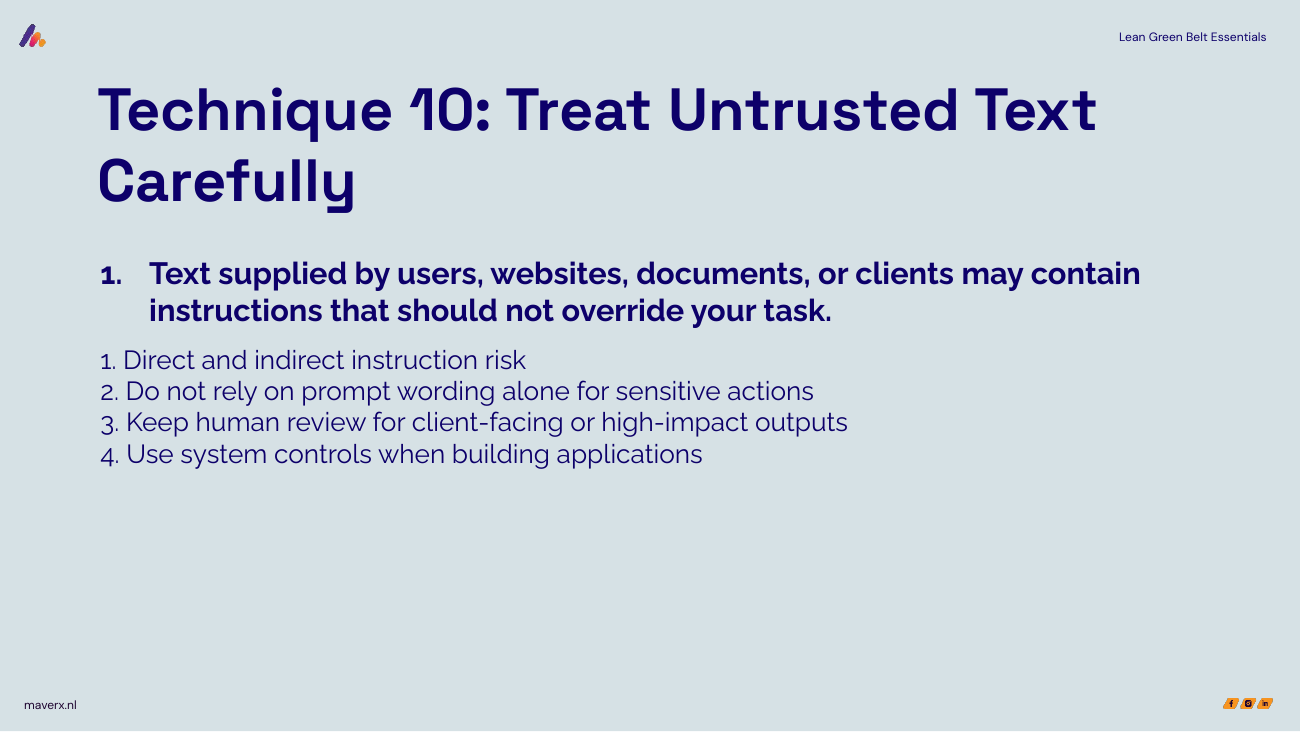 Lean Green Belt Essentials
Technique 10: Treat Untrusted Text
Carefully
1. Text supplied by users, websites, documents, or clients may contain
instructions that should not override your task.
1. Direct and indirect instruction risk
2. Do not rely on prompt wording alone for sensitive actions
3. Keep human review for client-facing or high-impact outputs
4. Use system controls when building applications
maverx.nl